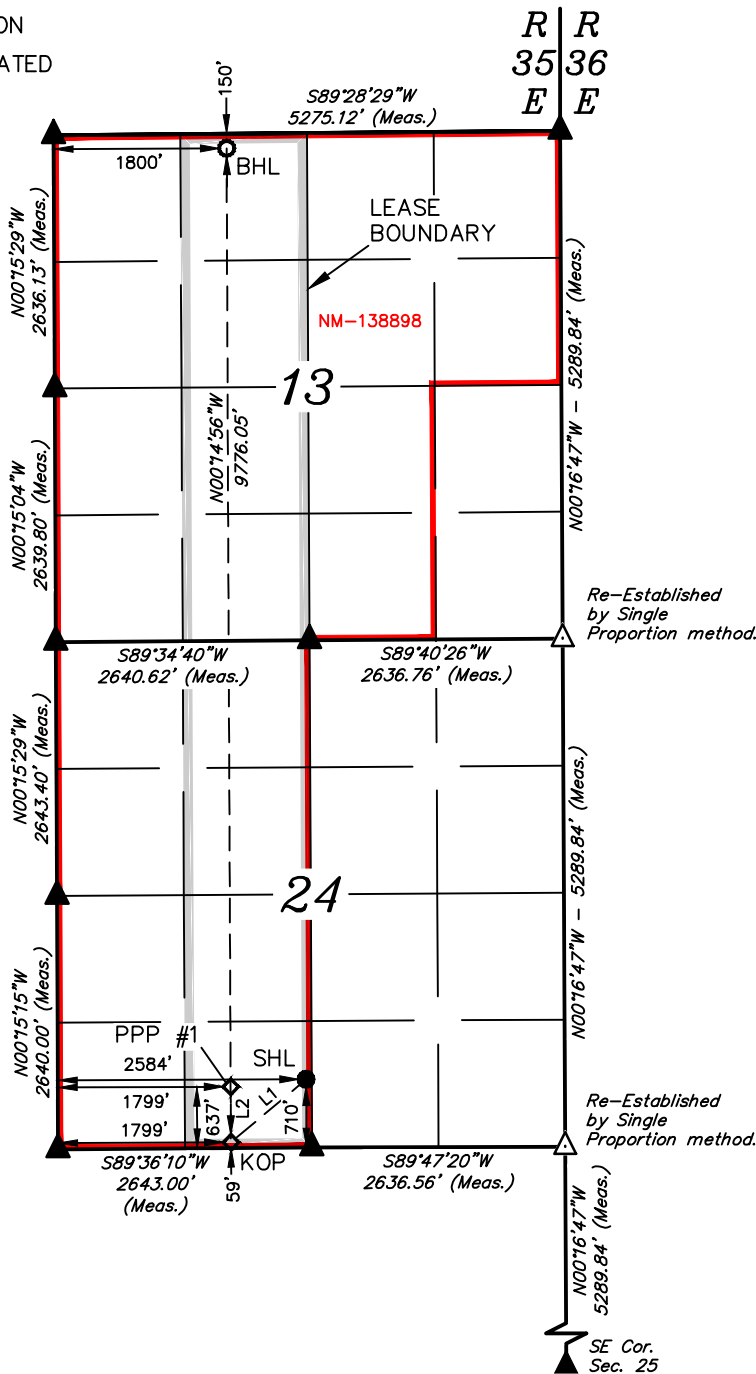 ON
ATED
R R
35 36
E E
150'
S89°28'29"W
5275.12' (Meas.)
1800'
BHL
LEASE
BOUNDARY
N00°15'29"W
2636.13' (Meas.)
NM-138898
N00°16'47"W - 5289.84' (Meas.)
13
N00°14'56"W
9776.05'
N00°15'04"W
2639.80' (Meas.)
Re-Established
by Single
Proportion method.
S89°34'40"W
2640.62' (Meas.)
S89°40'26"W
2636.76' (Meas.)
N00°15'29"W
2643.40' (Meas.)
N00°16'47"W - 5289.84' (Meas.)
24
N00°15'15"W
2640.00' (Meas.)
PPP #1
2584'
SHL
1799'
637'
L2
L1
710'
1799'
KOP
59'
Re-Established
by Single
Proportion method.
S89°36'10"W
2643.00'
(Meas.)
S89°47'20"W
2636.56' (Meas.)
N00°16'47"W
5289.84' (Meas.)
SE Cor.
Sec. 25